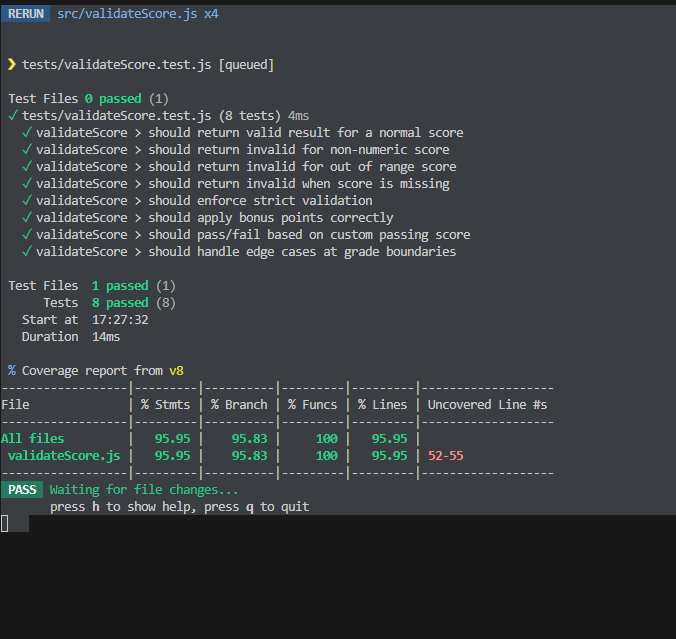 RERUN src/validateScore.js x4
❯ tests/validateScore.test.js [queued]
Test Files 0 passed (1)
✓ tests/validateScore.test.js (8 tests) 4ms
✓ validateScore > should return valid result for a normal score
✓ validateScore > should return invalid for non-numeric score
✓ validateScore > should return invalid for out of range score
✓ validateScore > should return invalid when score is missing
✓ validateScore > should enforce strict validation
✓ validateScore > should apply bonus points correctly
✓ validateScore > should pass/fail based on custom passing score
✓ validateScore > should handle edge cases at grade boundaries
Test Files 1 passed (1)
Tests 8 passed (8)
Start at 17:27:32
Duration 14ms
% Coverage report from v8
------------------|---------|----------|---------|---------|-------------------
File | % Stmts | % Branch | % Funcs | % Lines | Uncovered Line #s
------------------|---------|----------|---------|---------|-------------------
All files | 95.95 | 95.83 | 100 | 95.95 |
validateScore.js | 95.95 | 95.83 | 100 | 95.95 | 52-55
------------------|---------|----------|---------|---------|-------------------
PASS Waiting for file changes...
press h to show help, press q to quit